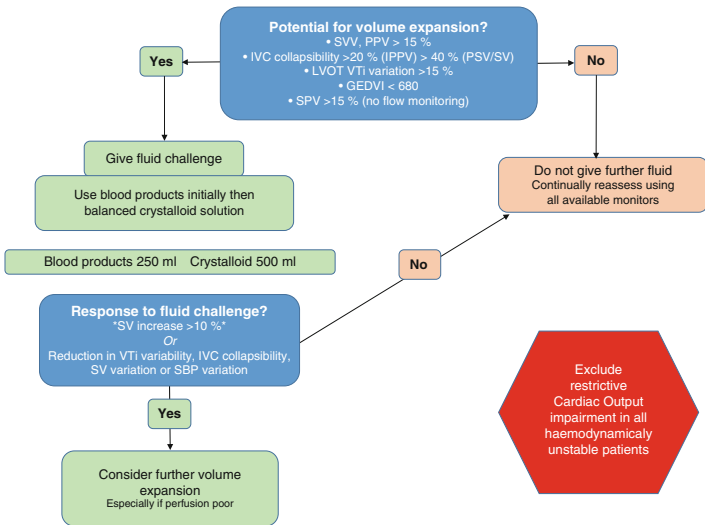 Potential for volume expansion?
• SVV, PPV > 15 %
• IVC collapsibility >20 % (IPPV) > 40 % (PSV/SV)
• LVOT VTi variation >15 %
• GEDVI < 680
• SPV >15 % (no flow monitoring)
Yes
No
Give fluid challenge
Use blood products initially then
balanced crystalloid solution
Do not give further fluid
Continually reassess using
all available monitors
Blood products 250 ml Crystalloid 500 ml
No
Response to fluid challenge?
*SV increase >10 %*
Or
Reduction in VTi variability, IVC collapsibility,
SV variation or SBP variation
Yes
Consider further volume
expansion
Especially if perfusion poor
Exclude
restrictive
Cardiac Output
impairment in all
haemodynamicaly
unstable patients